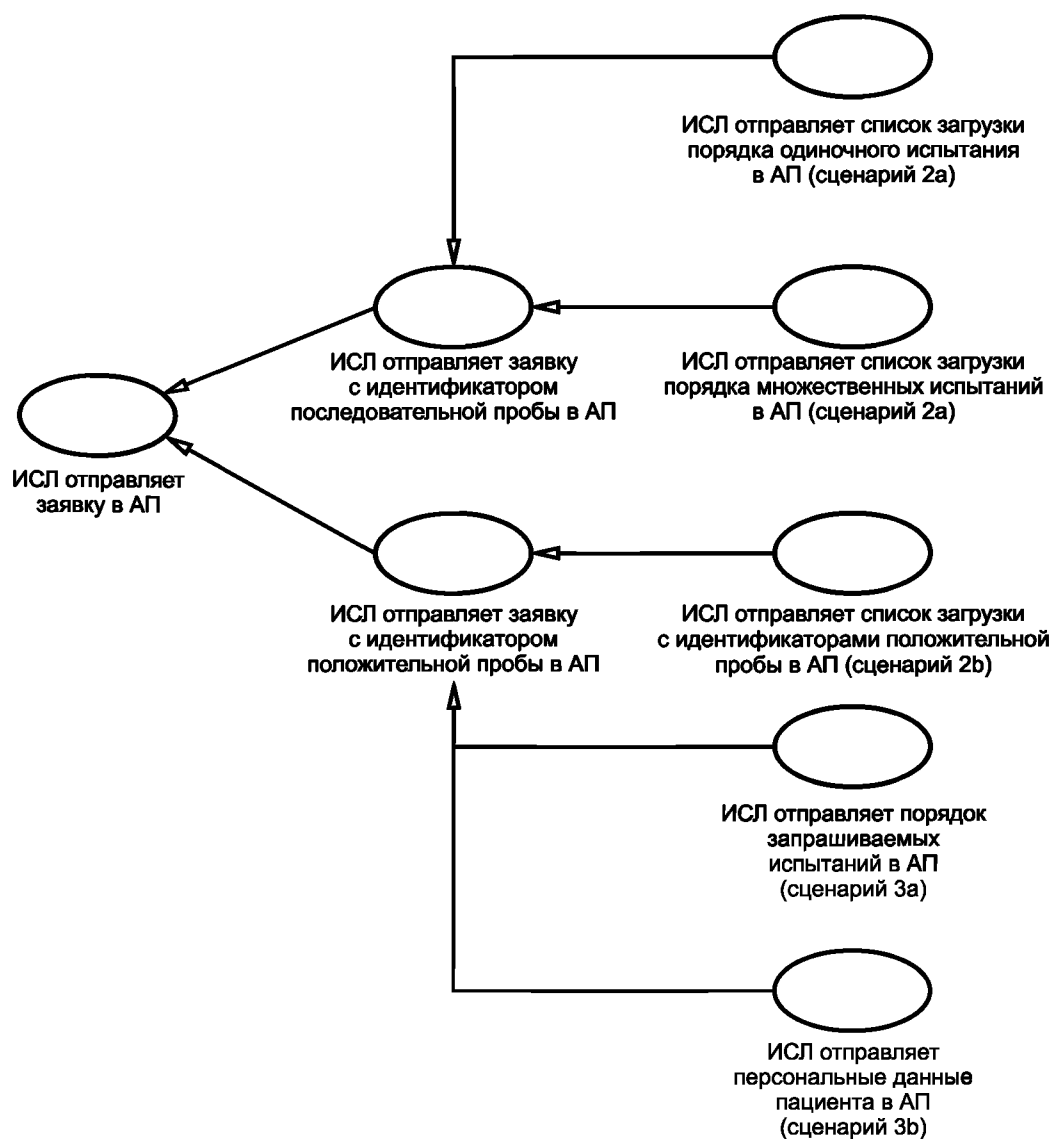 ИСЛ отправляет список загрузки
порядка одиночного испытания
в АП (сценарий 2a)
ИСЛ отправляет заявку
с идентификатором
последовательной пробы в АП
ИСЛ отправляет список загрузки
порядка множественных испытаний
в АП (сценарий 2a)
ИСЛ отправляет
заявку в АП
ИСЛ отправляет заявку
с идентификатором
положительной пробы в АП
ИСЛ отправляет список загрузки
с идентификаторами положительной
пробы в АП (сценарий 2b)
ИСЛ отправляет порядок
запрашиваемых
испытаний в АП
(сценарий 3a)
ИСЛ отправляет
персональные данные
пациента в АП
(сценарий 3b)